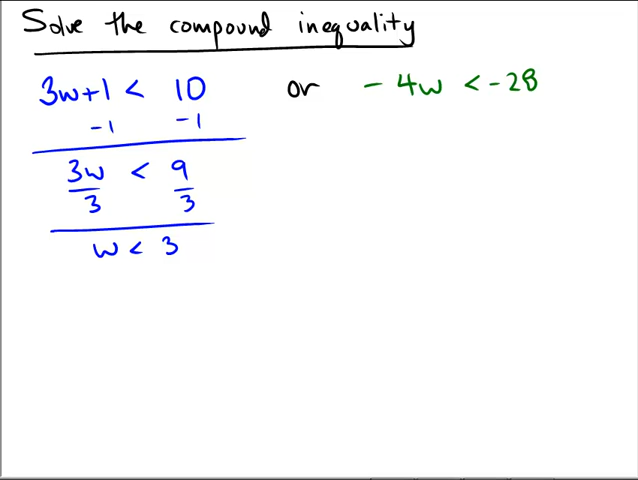 Solve the compound inequality
3w+1 < 10 or - 4w < -28
-1 -1
3w < 9
3 3
w < 3